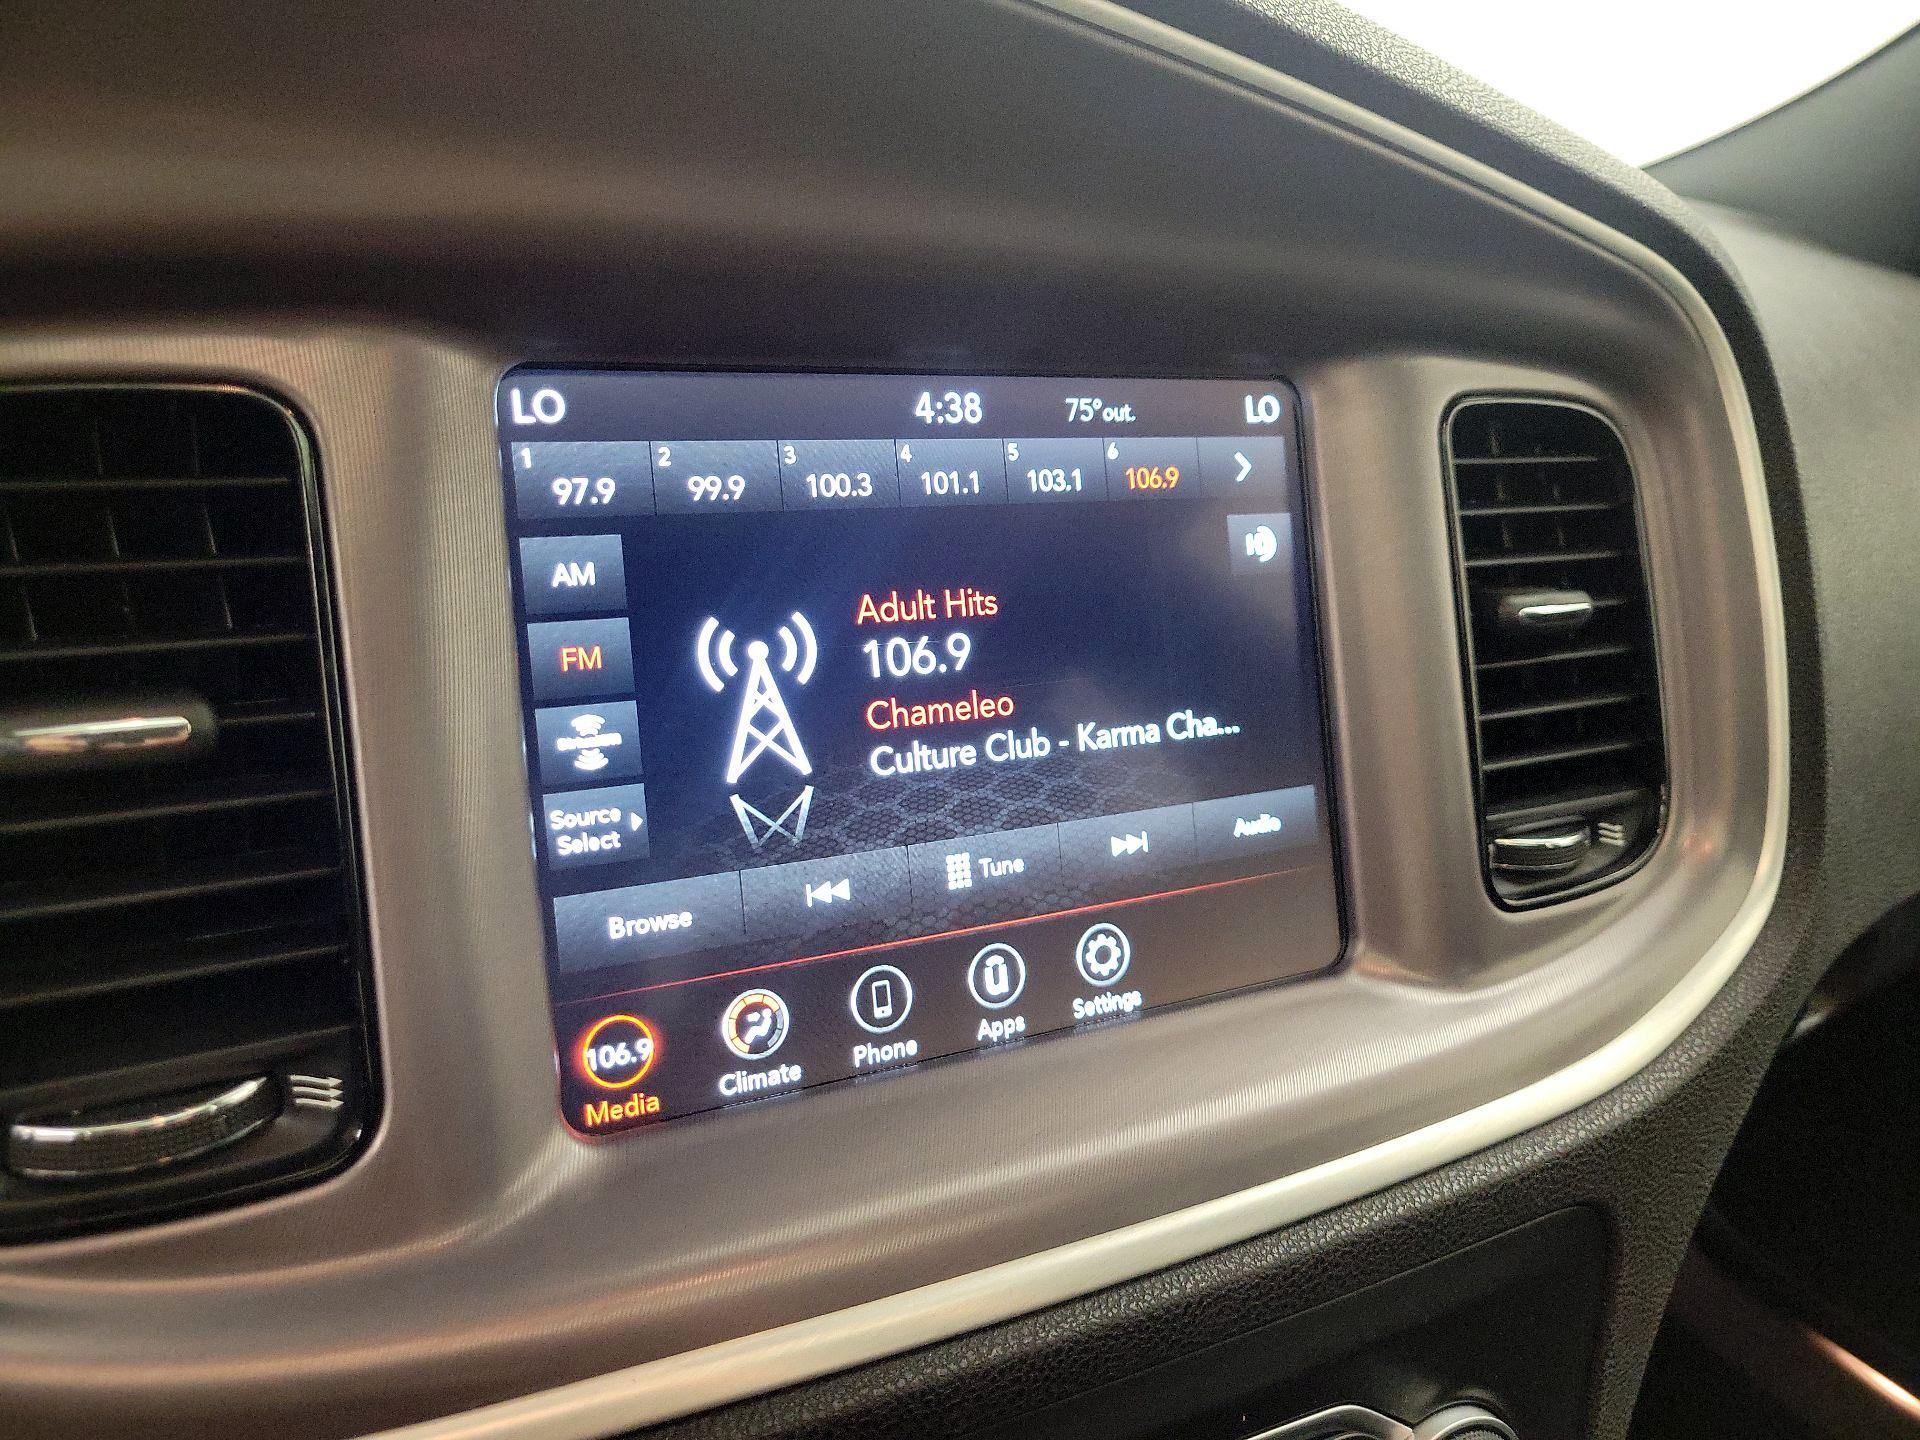 LO 4:38 75° out. LO
1 2 3 4 5 6
97.9 99.9 100.3 101.1 103.1 106.9
AM
FM
Adult Hits
106.9
Chameleo
Culture Club - Karma Cha...
Source
Select
Browse Tune Audio
106.9
Media Climate Phone Apps Settings